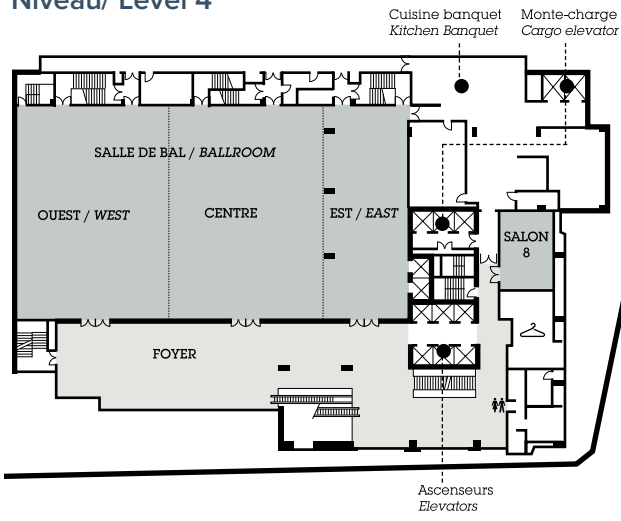 Niveau/ Level 4
Cuisine banquet
Kitchen Banquet
Monte-charge
Cargo elevator
SALLE DE BAL / BALLROOM
OUEST / WEST
CENTRE
EST / EAST
SALON
8
FOYER
Ascenseurs
Elevators